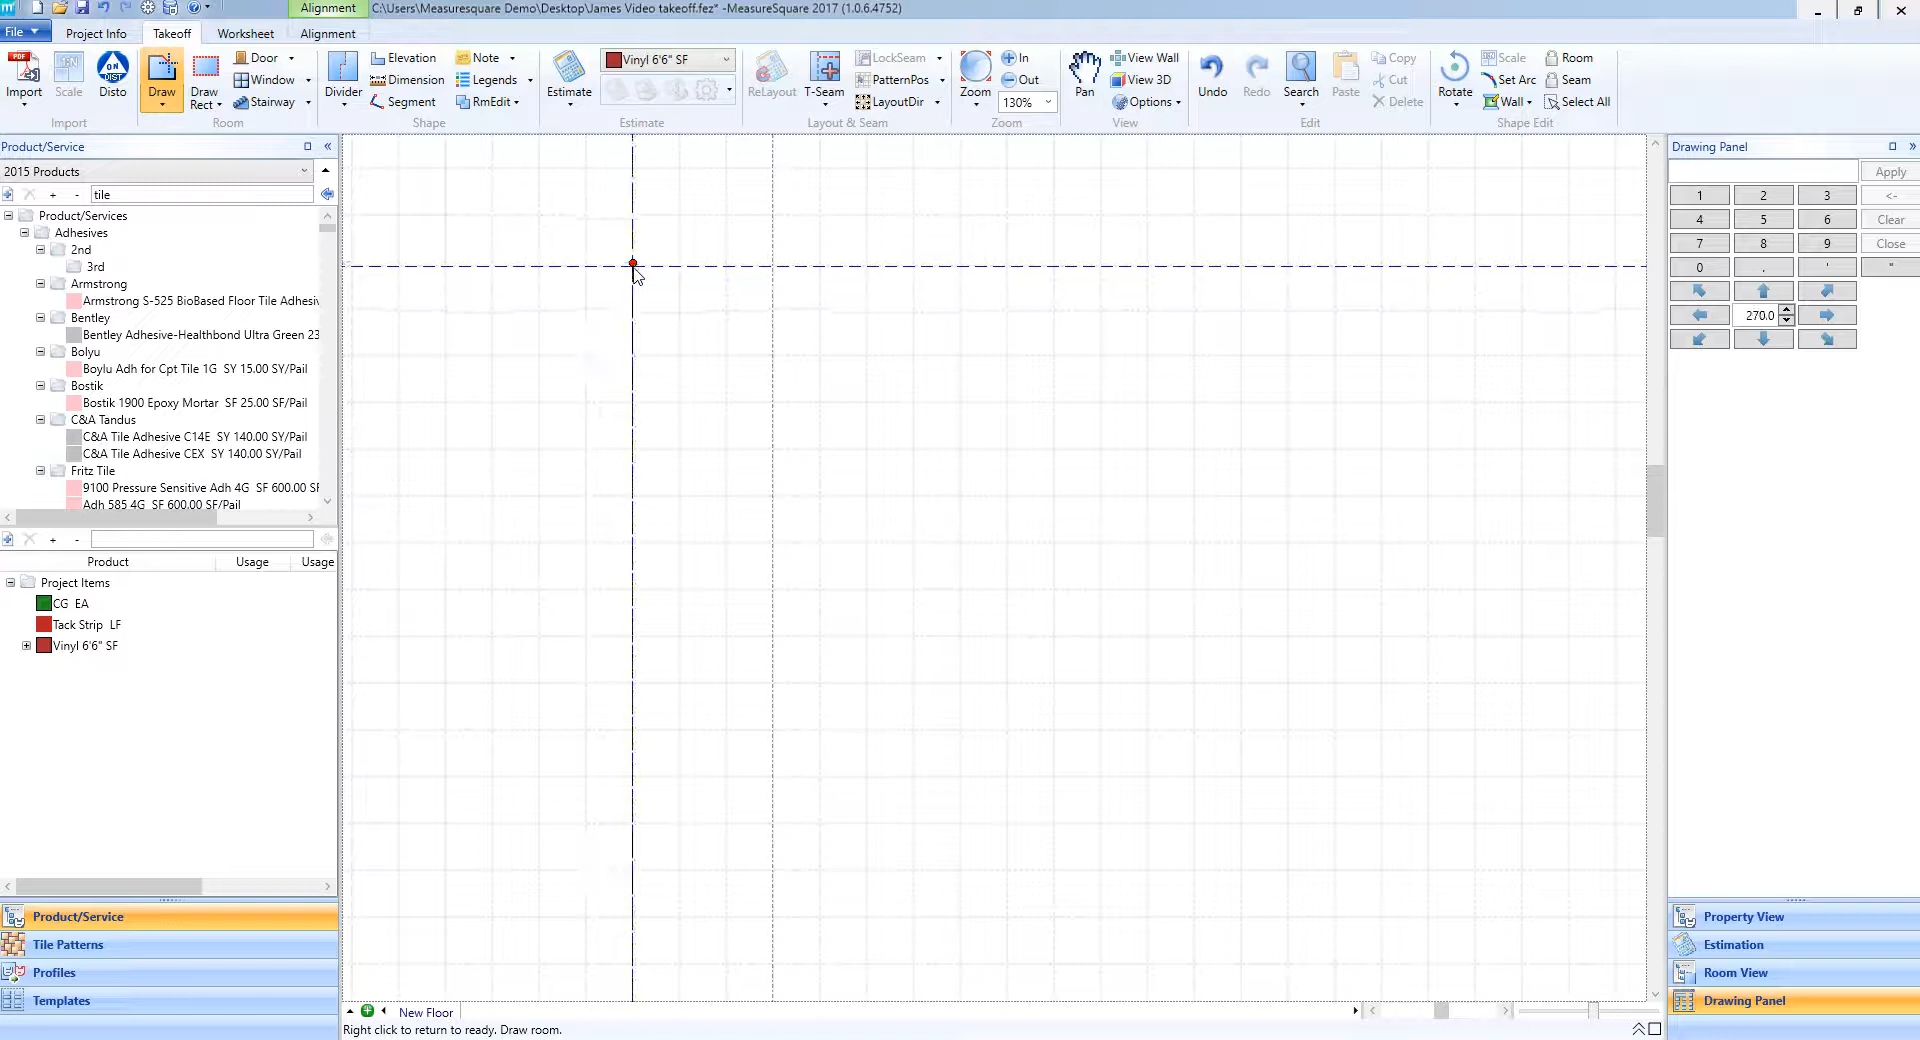 Alignment C:\Users\Measuresquare Demo\Desktop\James Video takeoff.fez* -MeasureSquare 2017 (1.0.6.4752)
File Project Info Takeoff Worksheet Alignment
Import Scale Disto Draw Draw Rect Door Window Stairway Divider Elevation Dimension Segment Note Legends RmEdit Estimate Vinyl 6'6" SF ReLayout T-Seam LockSeam PatternPos LayoutDir Zoom In Out 130% Pan View Wall View 3D Options Undo Redo Search Paste Copy Cut Delete Rotate Scale Set Arc Wall Room Seam Select All
Import Room Shape Estimate Layout & Seam Zoom View Edit Shape Edit
Product/Service
2015 Products
+ - tile
Product/Services
Adhesives
2nd
3rd
Armstrong
Armstrong S-525 BioBased Floor Tile Adhesiv
Bentley
Bentley Adhesive-Healthbond Ultra Green 23
Bolyu
Boylu Adh for Cpt Tile 1G SY 15.00 SY/Pail
Bostik
Bostik 1900 Epoxy Mortar SF 25.00 SF/Pail
C&A Tandus
C&A Tile Adhesive C14E SY 140.00 SY/Pail
C&A Tile Adhesive CEX SY 140.00 SY/Pail
Fritz Tile
9100 Pressure Sensitive Adh 4G SF 600.00 SF
Adh 585 4G SF 600.00 SF/Pail
+ -
Product Usage Usage
Project Items
CG EA
Tack Strip LF
Vinyl 6'6" SF
Product/Service
Tile Patterns
Profiles
Templates
New Floor
Right click to return to ready. Draw room.
Drawing Panel
Apply
1 2 3 <-
4 5 6 Clear
7 8 9 Close
0 . ' "
270.0
Property View
Estimation
Room View
Drawing Panel